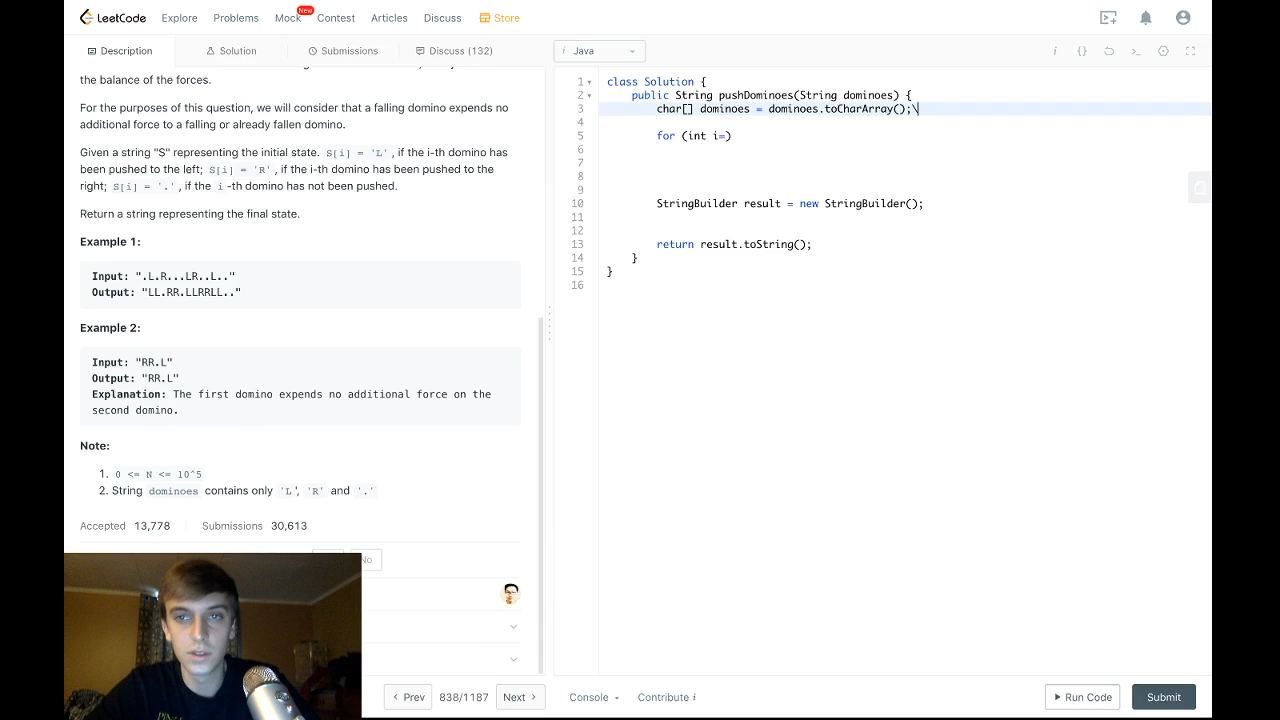 LeetCode
Explore
Problems
Mock
New
Contest
Articles
Discuss
Store
Description
Solution
Submissions
Discuss (132)
i Java
the balance of the forces.
For the purposes of this question, we will consider that a falling domino expends no
additional force to a falling or already fallen domino.
Given a string "S" representing the initial state. S[i] = 'L', if the i-th domino has
been pushed to the left; S[i] = 'R', if the i-th domino has been pushed to the
right; S[i] = '.', if the i -th domino has not been pushed.
Return a string representing the final state.
Example 1:
Input: ".L.R...LR..L.."
Output: "LL.RR.LLRRLL.."
Example 2:
Input: "RR.L"
Output: "RR.L"
Explanation: The first domino expends no additional force on the
second domino.
Note:
1. 0 <= N <= 10^5
2. String dominoes contains only 'L', 'R' and '.'
Accepted 13,778
Submissions 30,613
No
Prev
838/1187
Next
1 class Solution {
2 public String pushDominoes(String dominoes) {
3 char[] dominoes = dominoes.toCharArray();\
4
5 for (int i=)
6
7
8
9
10 StringBuilder result = new StringBuilder();
11
12
13 return result.toString();
14 }
15 }
16
Console
Contribute i
Run Code
Submit